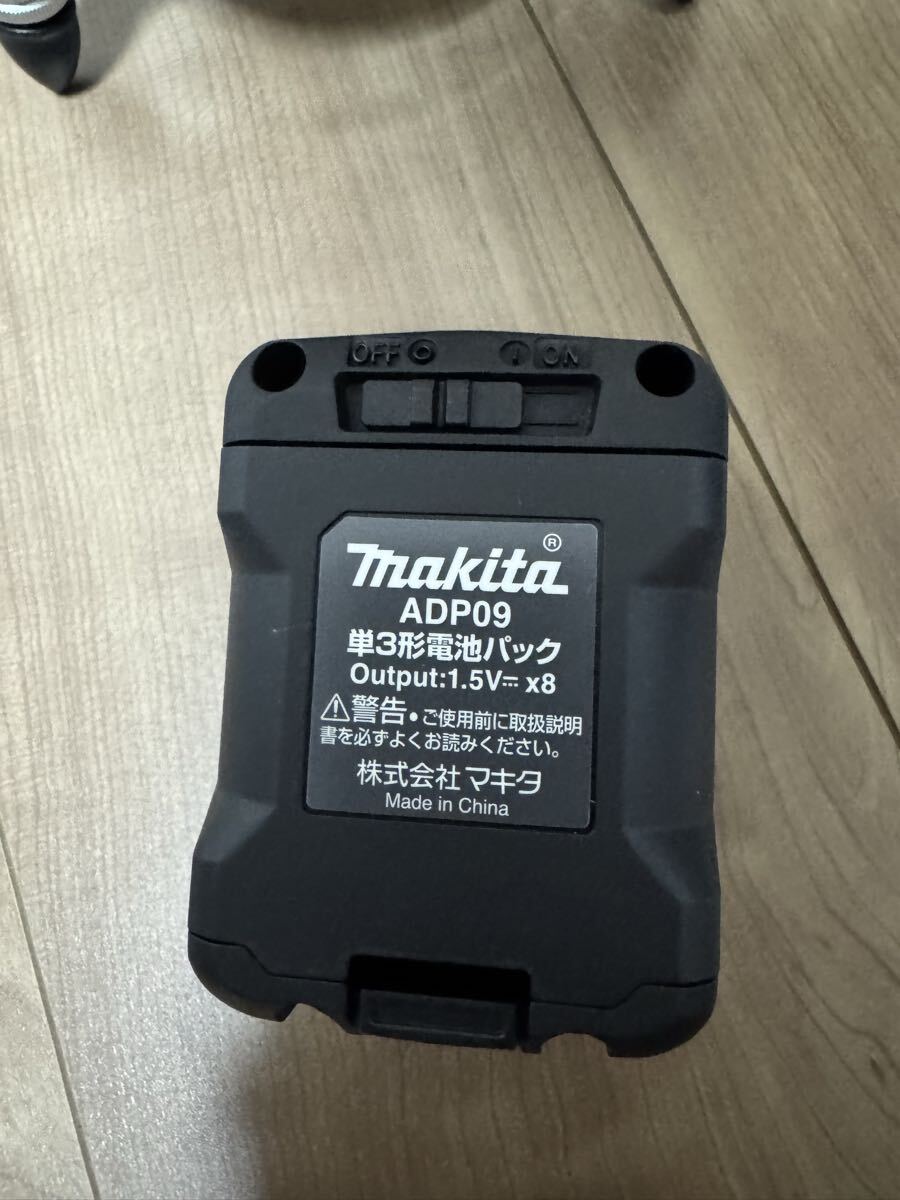 OFF O I ON
makita®
ADP09
単3形電池パック
Output:1.5V⎓ x8
⚠警告•ご使用前に取扱説明
書を必ずよくお読みください。
株式会社マキタ
Made in China